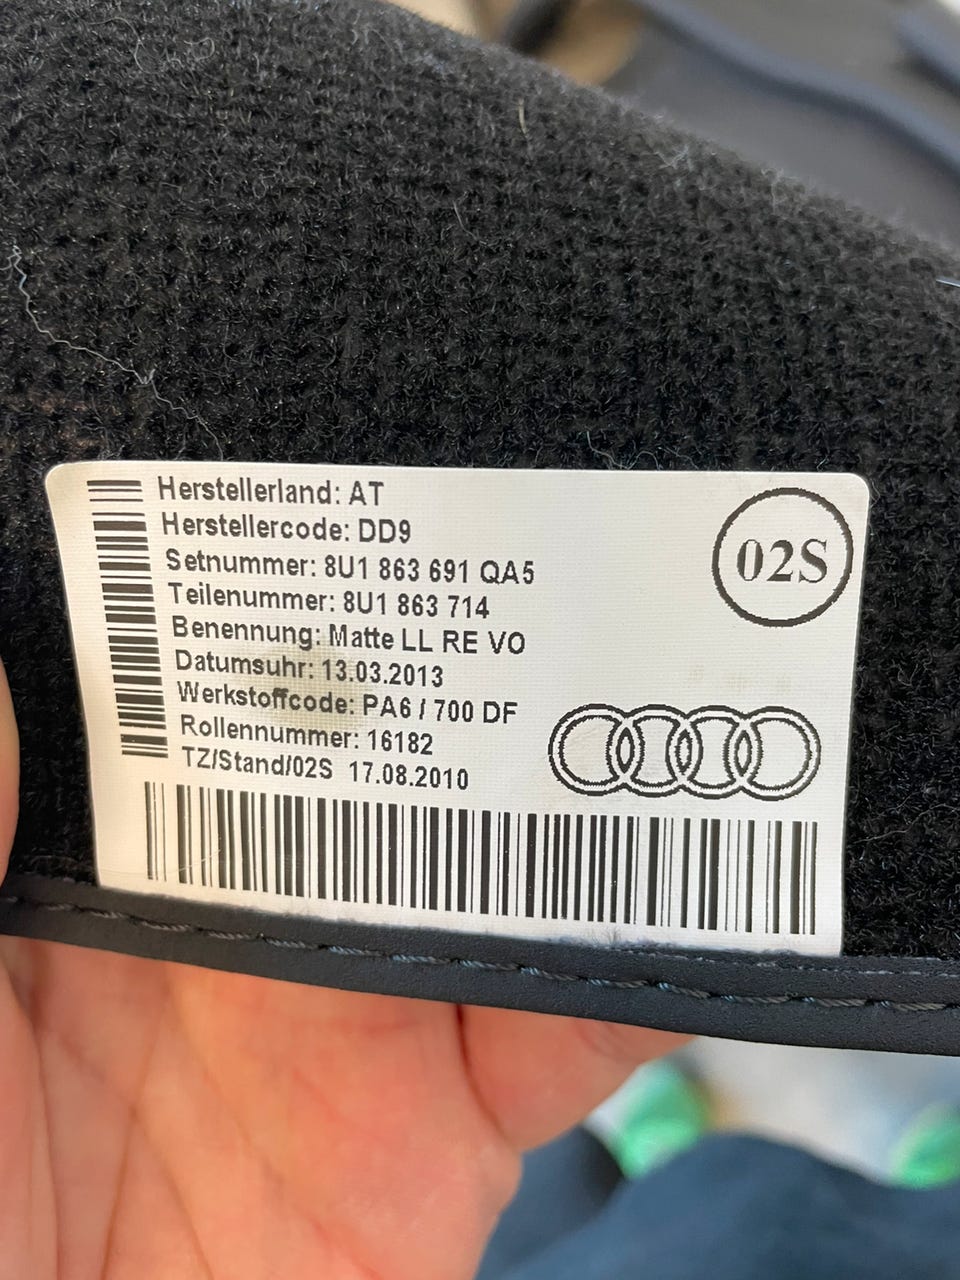 Herstellerland: AT
Herstellercode: DD9
Setnummer: 8U1 863 691 QA5
Teilenummer: 8U1 863 714
Benennung: Matte LL RE VO
Datumsuhr: 13.03.2013
Werkstoffcode: PA6 / 700 DF
Rollennummer: 16182
TZ/Stand/02S 17.08.2010
02S